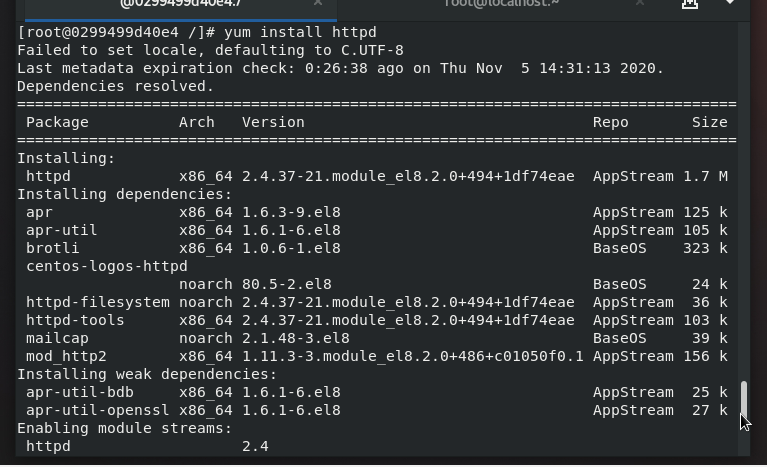 @0299499d40e4:/ × root@localhost:~ ×
[root@0299499d40e4 /]# yum install httpd
Failed to set locale, defaulting to C.UTF-8
Last metadata expiration check: 0:26:38 ago on Thu Nov  5 14:31:13 2020.
Dependencies resolved.
================================================================================
 Package          Arch   Version                                Repo       Size
================================================================================
Installing:
 httpd            x86_64 2.4.37-21.module_el8.2.0+494+1df74eae  AppStream 1.7 M
Installing dependencies:
 apr              x86_64 1.6.3-9.el8                            AppStream 125 k
 apr-util         x86_64 1.6.1-6.el8                            AppStream 105 k
 brotli           x86_64 1.0.6-1.el8                            BaseOS    323 k
 centos-logos-httpd
                  noarch 80.5-2.el8                             BaseOS     24 k
 httpd-filesystem noarch 2.4.37-21.module_el8.2.0+494+1df74eae  AppStream  36 k
 httpd-tools      x86_64 2.4.37-21.module_el8.2.0+494+1df74eae  AppStream 103 k
 mailcap          noarch 2.1.48-3.el8                           BaseOS     39 k
 mod_http2        x86_64 1.11.3-3.module_el8.2.0+486+c01050f0.1 AppStream 156 k
Installing weak dependencies:
 apr-util-bdb     x86_64 1.6.1-6.el8                            AppStream  25 k
 apr-util-openssl x86_64 1.6.1-6.el8                            AppStream  27 k
Enabling module streams:
 httpd                   2.4